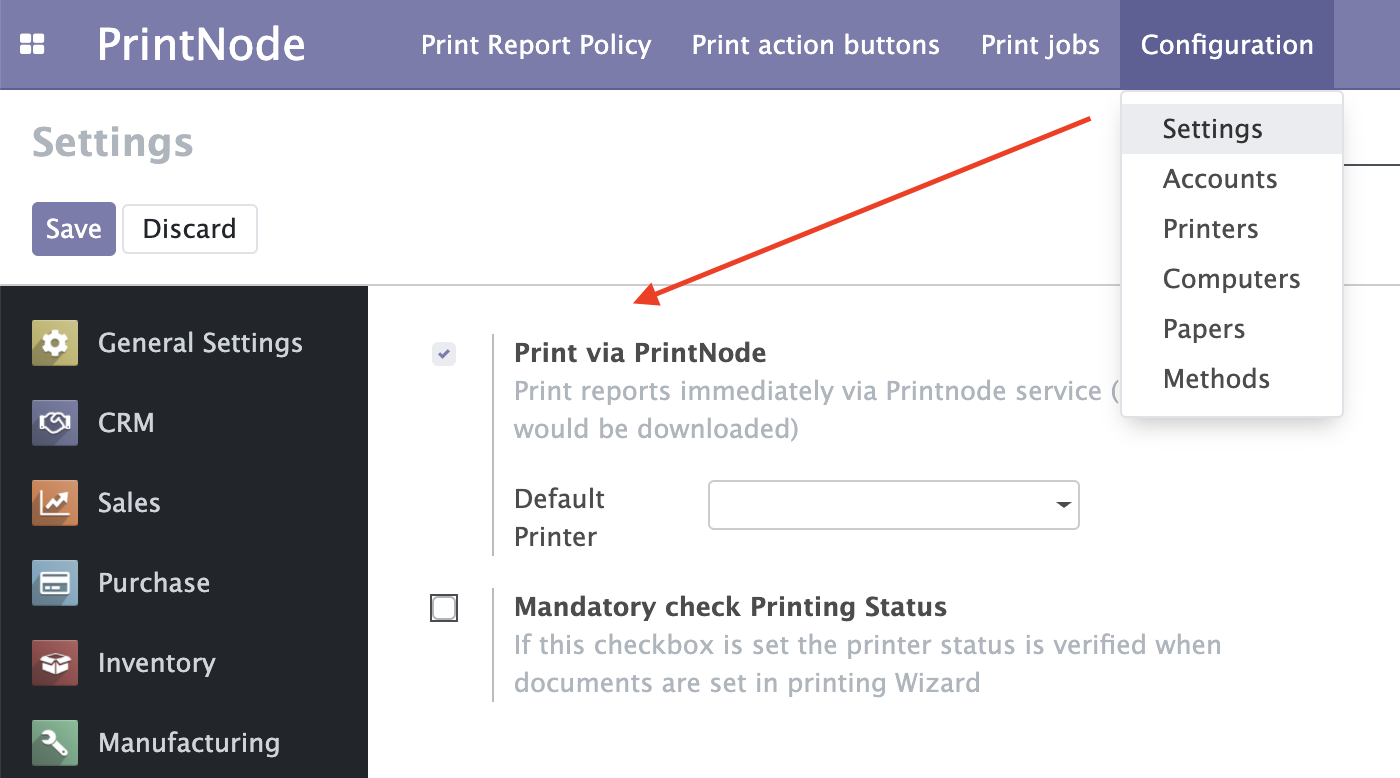 PrintNode
Print Report Policy
Print action buttons
Print jobs
Configuration
Settings
Accounts
Printers
Computers
Papers
Methods
Settings
Save
Discard
General Settings
CRM
Sales
Purchase
Inventory
Manufacturing
Print via PrintNode
Print reports immediately via Printnode service (
would be downloaded)
Default
Printer
Mandatory check Printing Status
If this checkbox is set the printer status is verified when
documents are set in printing Wizard